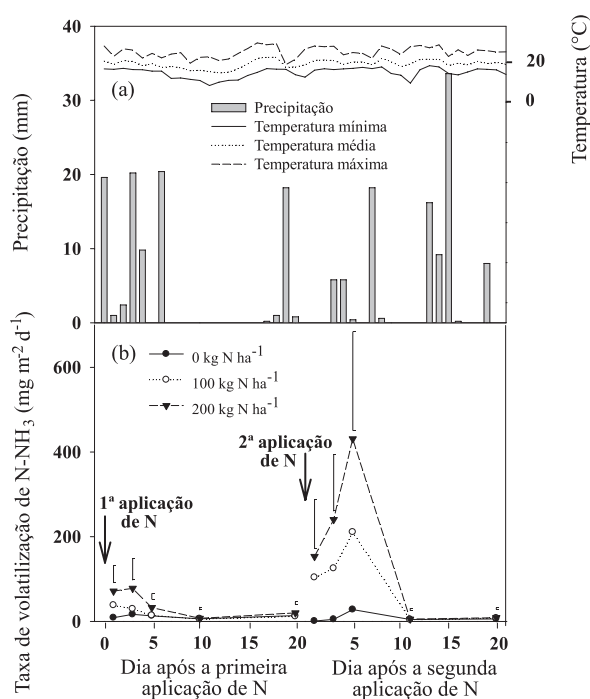 40
30
20
10
0
Precipitação (mm)
20
0
Temperatura (°C)
(a)
Precipitação
Temperatura mínima
Temperatura média
Temperatura máxima
600
400
200
0
Taxa de volatilização de N-NH3 (mg m-2 d-1)
(b)
0 kg N ha-1
100 kg N ha-1
200 kg N ha-1
1ª aplicação
de N
2ª aplicação
de N
0 5 10 15 20 5 10 15 20
Dia após a primeira
aplicação de N
Dia após a segunda
aplicação de N